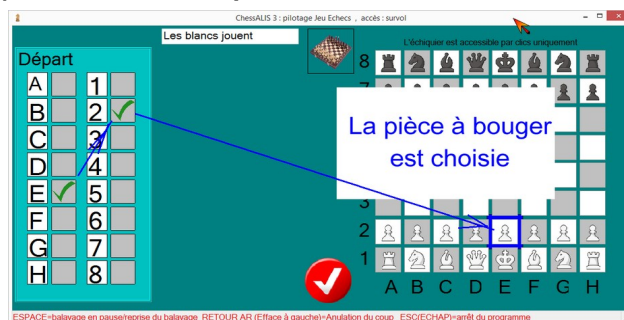 ChessALIS 3 : pilotage Jeu Echecs , accès : survol
Les blancs jouent
L'échiquier est accessible par clics uniquement
Départ
A 1
B 2
C 3
D 4
E 5
F 6
G 7
H 8
8
7
La pièce à bouger
est choisie
3
2
1
A B C D E F G H
ESPACE=balayage en pause/reprise du balayage RETOUR AR (Efface à gauche)=Anulation du coup ESC(ECHAP)=arrêt du programme